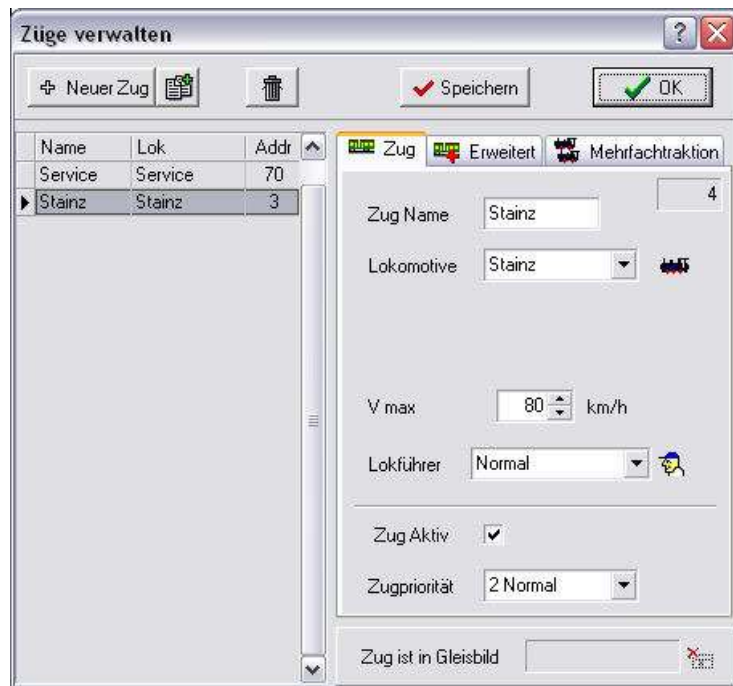 Züge verwalten
Neuer Zug Speichern OK
Name Lok Addr
Service Service 70
Stainz Stainz 3
Zug Erweitert Mehrfachtraktion
4
Zug Name Stainz
Lokomotive Stainz
V max 80 km/h
Lokführer Normal
Zug Aktiv
Zugpriorität 2 Normal
Zug ist in Gleisbild